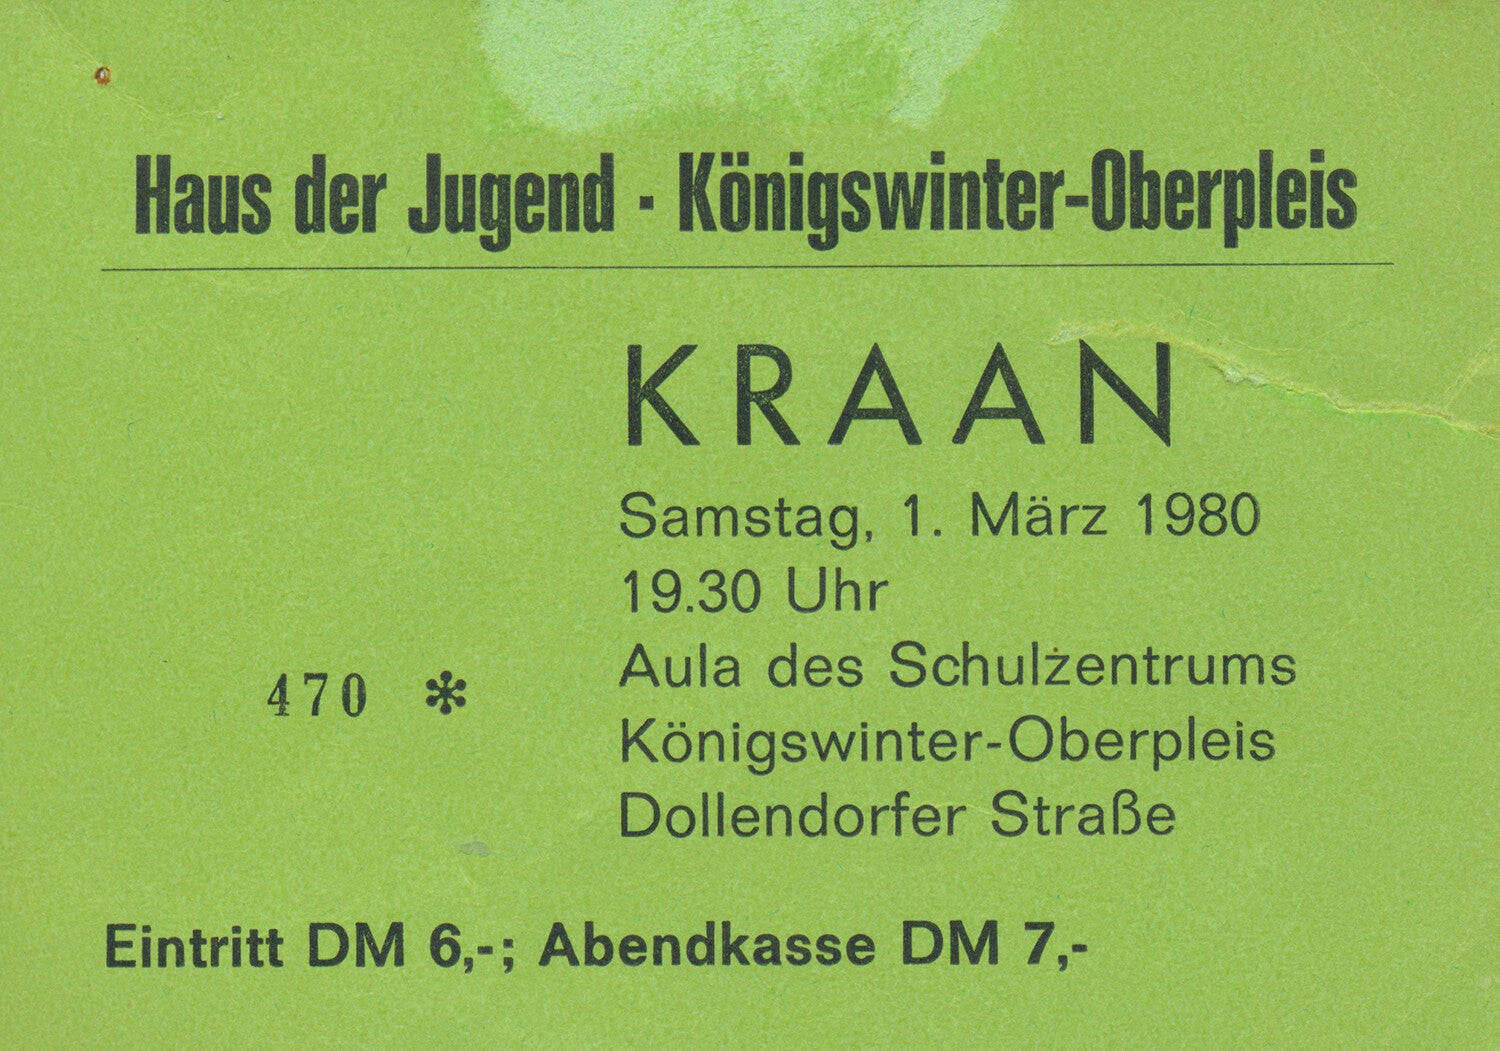 Haus der Jugend · Königswinter-Oberpleis
KRAAN
Samstag, 1. März 1980
19.30 Uhr
Aula des Schulzentrums
470 *
Königswinter-Oberpleis
Dollendorfer Straße
Eintritt DM 6,-; Abendkasse DM 7,-